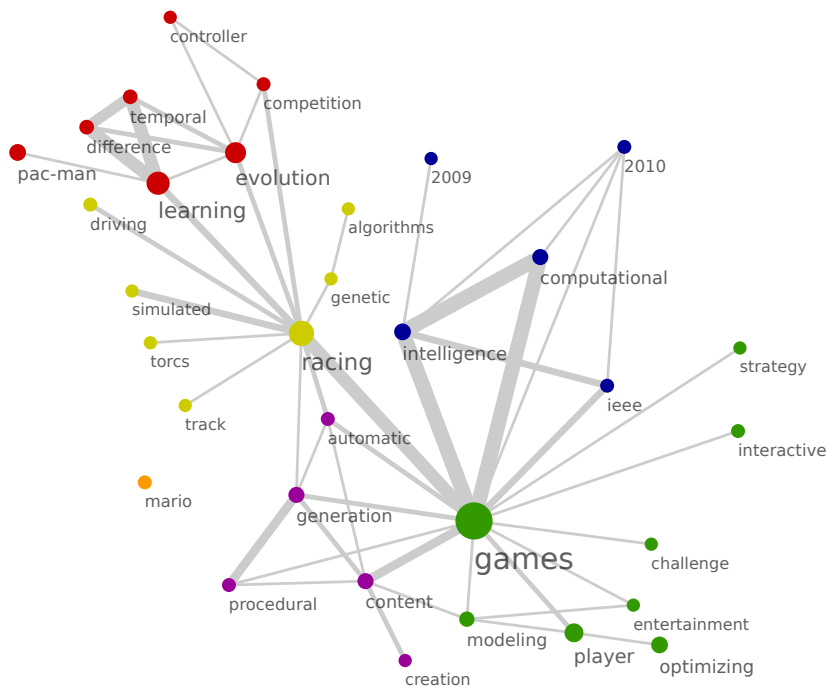 controller
competition
temporal
difference
pac-man
evolution
2009
2010
learning
driving
algorithms
computational
genetic
simulated
intelligence
torcs
racing
strategy
ieee
track
automatic
interactive
mario
generation
games
challenge
procedural
content
entertainment
modeling
player
optimizing
creation